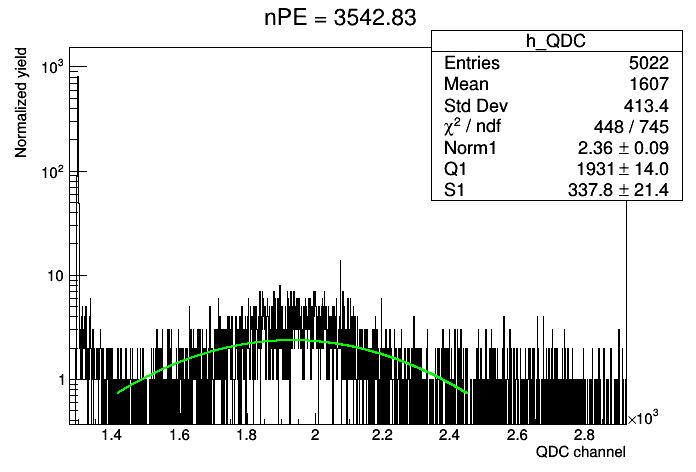 nPE = 3542.83
h_QDC
Entries 5022
Mean 1607
Std Dev 413.4
χ² / ndf 448 / 745
Norm1 2.36 ± 0.09
Q1 1931 ± 14.0
S1 337.8 ± 21.4
Normalized yield
10³
10²
10
1
1.4 1.6 1.8 2 2.2 2.4 2.6 2.8
×10³
QDC channel